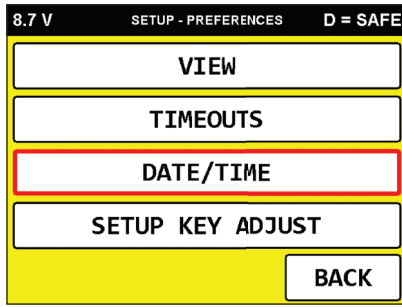 8.7 V SETUP - PREFERENCES D = SAFE
VIEW
TIMEOUTS
DATE/TIME
SETUP KEY ADJUST
BACK